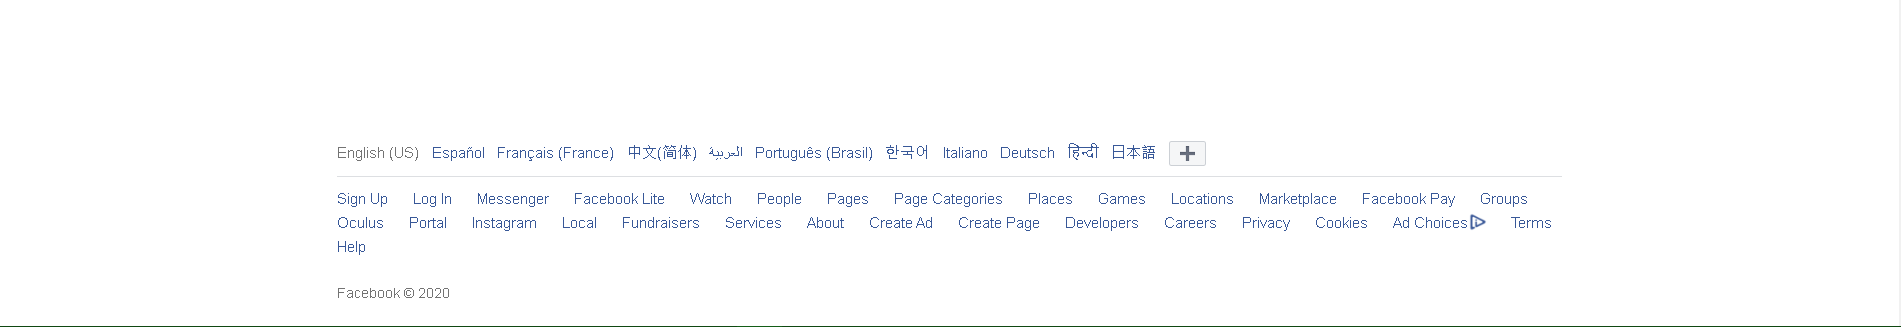 English (US) Español Français (France) 中文(简体) العربية Português (Brasil) 한국어 Italiano Deutsch हिन्दी 日本語
Sign Up Log In Messenger Facebook Lite Watch People Pages Page Categories Places Games Locations Marketplace Facebook Pay Groups
Oculus Portal Instagram Local Fundraisers Services About Create Ad Create Page Developers Careers Privacy Cookies Ad Choices Terms
Help
Facebook © 2020